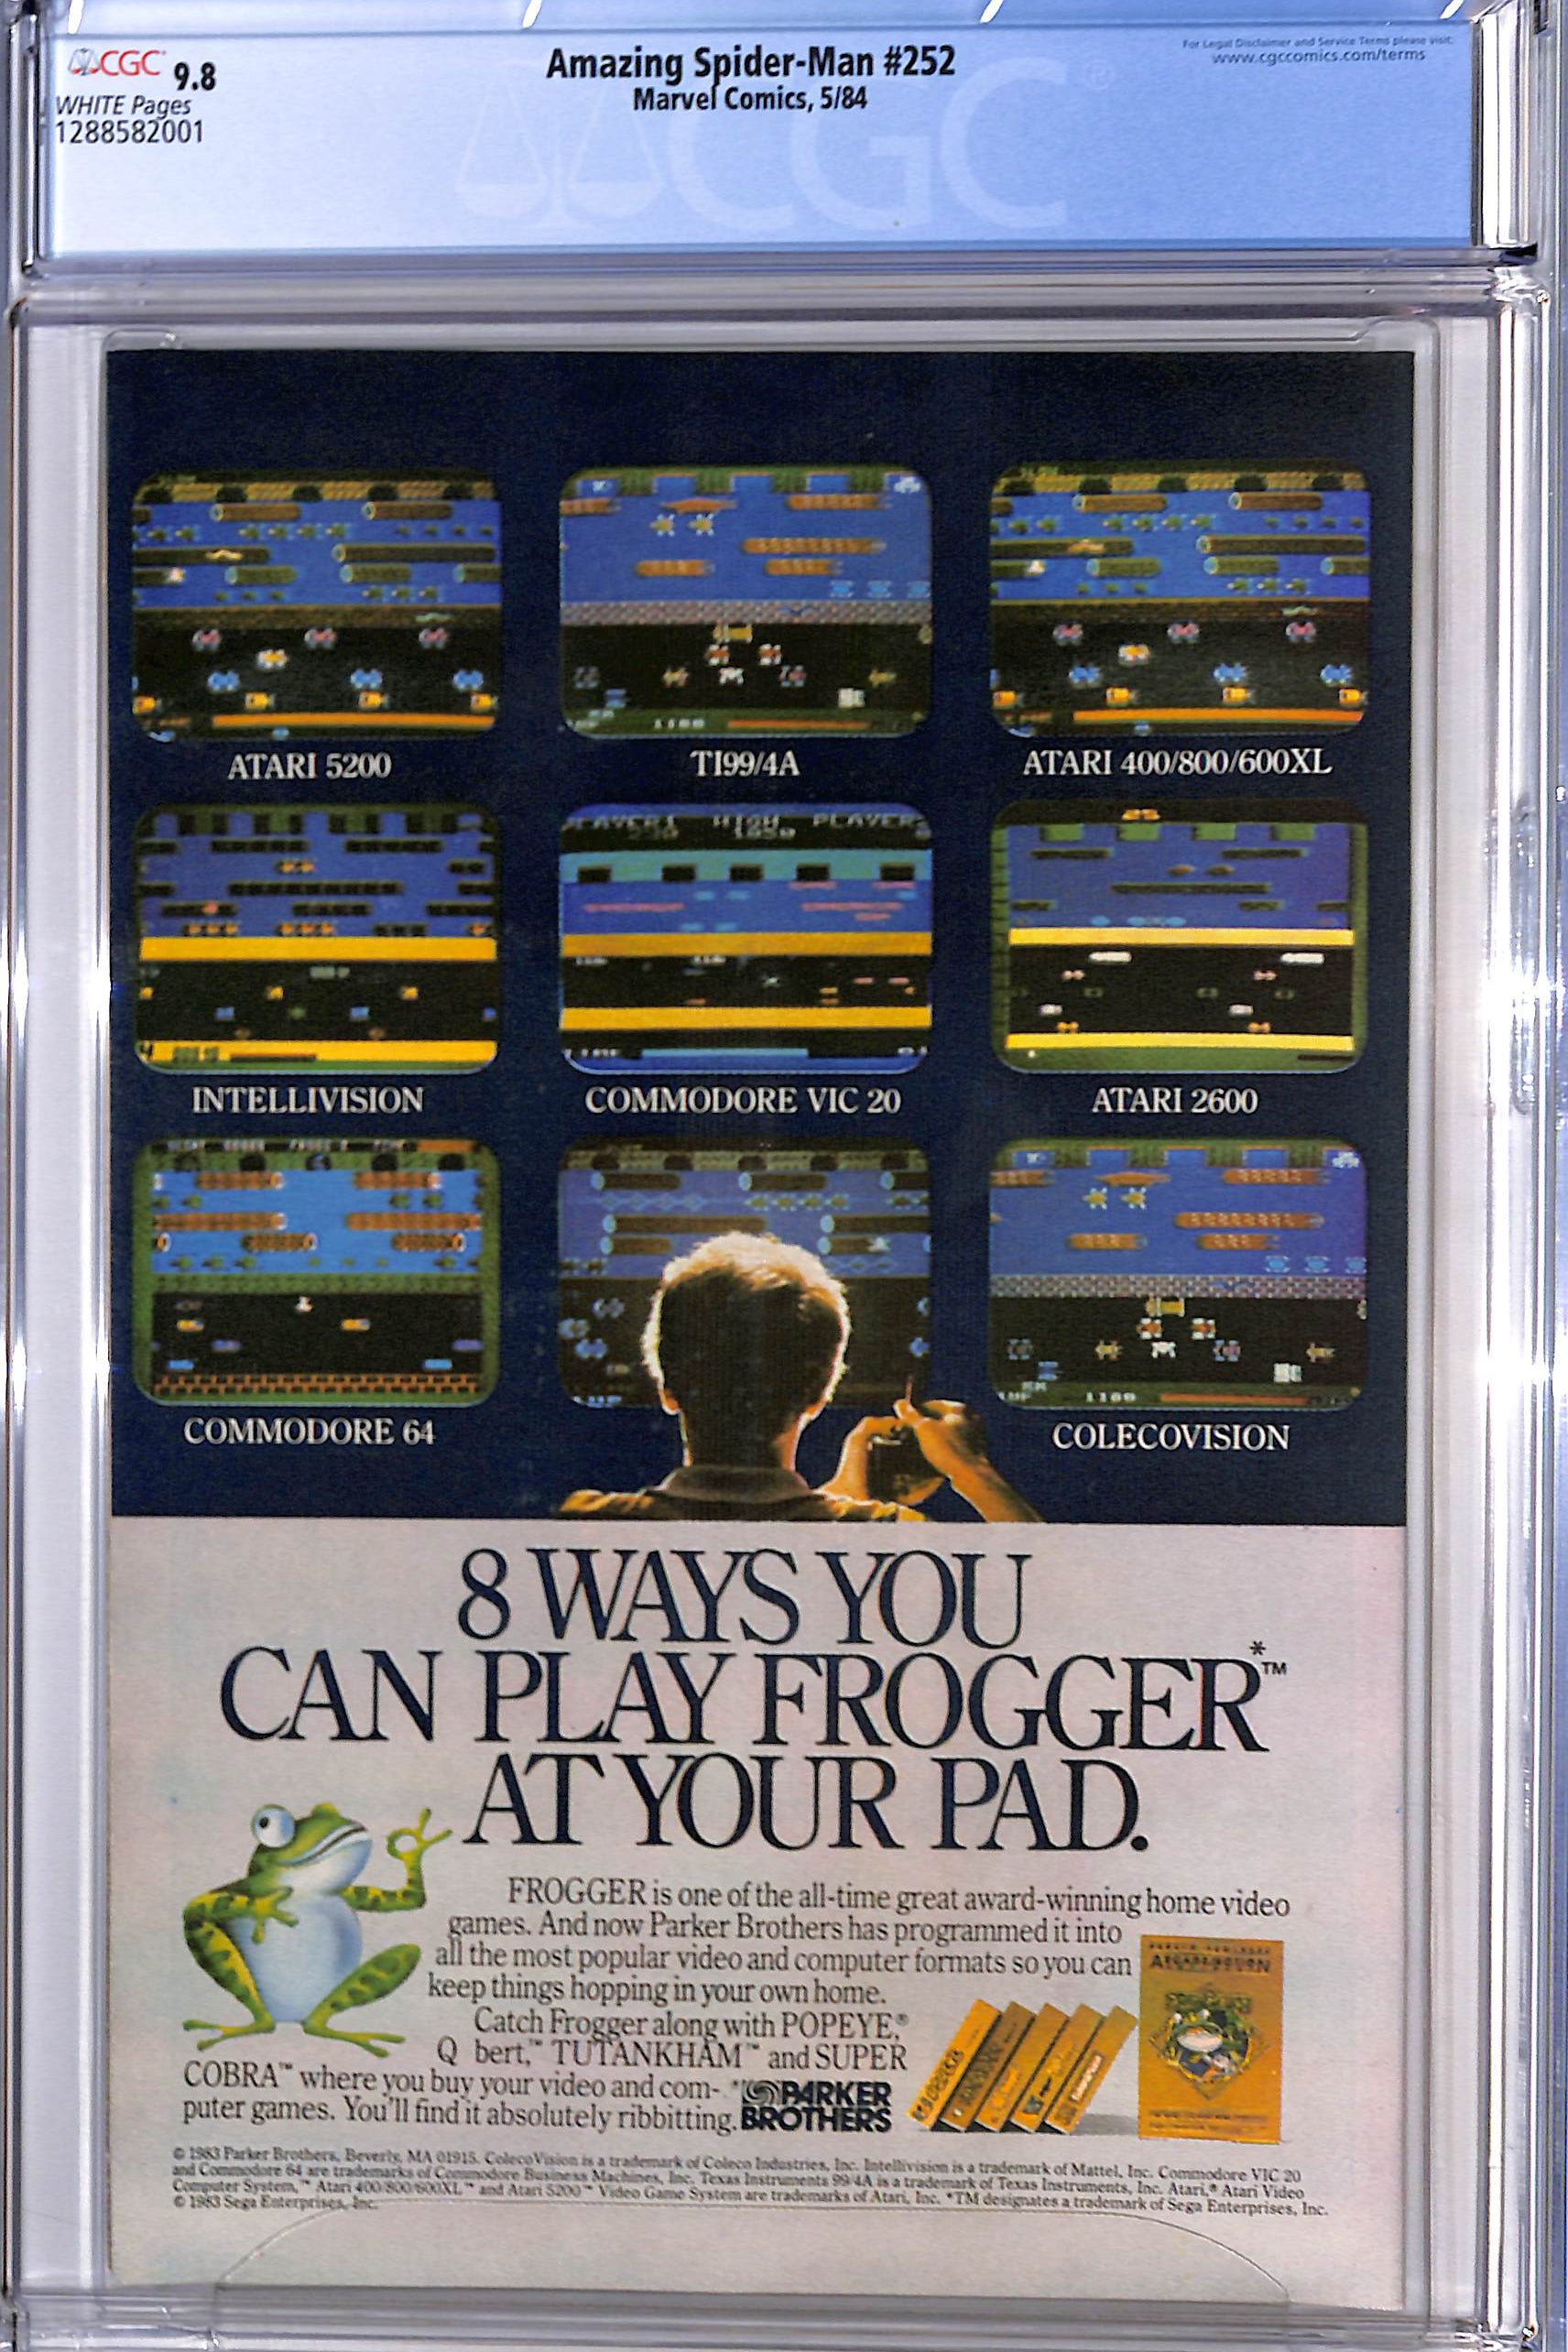 CGC 9.8
WHITE Pages
1288582001
Amazing Spider-Man #252
Marvel Comics, 5/84
For Legal Disclaimer and Service Terms please visit:
www.cgccomics.com/terms
CGC
ATARI 5200
TI99/4A
ATARI 400/800/600XL
PLAYER1 HIGH PLAYER
INTELLIVISION
COMMODORE VIC 20
ATARI 2600
COMMODORE 64
COLECOVISION
8 WAYS YOU
CAN PLAY FROGGER*™
AT YOUR PAD.
FROGGER is one of the all-time great award-winning home video
games. And now Parker Brothers has programmed it into
all the most popular video and computer formats so you can
keep things hopping in your own home.
Catch Frogger along with POPEYE,®
Q bert,™ TUTANKHAM™ and SUPER
COBRA™ where you buy your video and com-
puter games. You'll find it absolutely ribbitting.
PARKER
BROTHERS
© 1983 Parker Brothers, Beverly, MA 01915. ColecoVision is a trademark of Coleco Industries, Inc. Intellivision is a trademark of Mattel, Inc. Commodore VIC 20
and Commodore 64 are trademarks of Commodore Business Machines, Inc. Texas Instruments 99/4A is a trademark of Texas Instruments, Inc. Atari,® Atari Video
Computer System,™ Atari 400/800/600XL™ and Atari 5200™ Video Game System are trademarks of Atari, Inc. *TM designates a trademark of Sega Enterprises, Inc.
© 1983 Sega Enterprises, Inc.